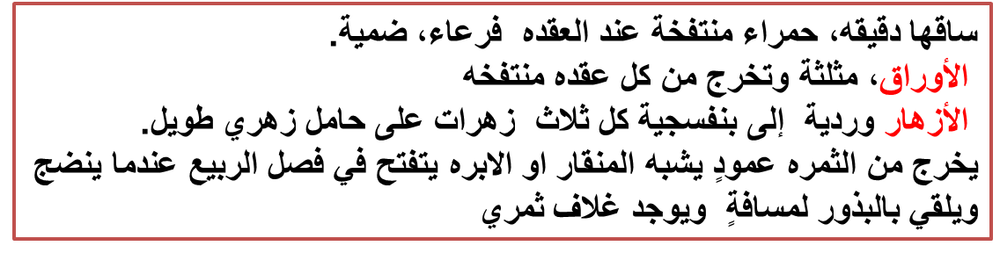 ساقها دقيقه، حمراء منتفخة عند العقده فرعاء، ضمية.
الأوراق، مثلثة وتخرج من كل عقده منتفخه
الأزهار وردية إلى بنفسجية كل ثلاث زهرات على حامل زهري طويل.
يخرج من الثمره عمودٍ يشبه المنقار او الابره يتفتح في فصل الربيع عندما ينضج
ويلقي بالبذور لمسافةٍ ويوجد غلاف ثمري